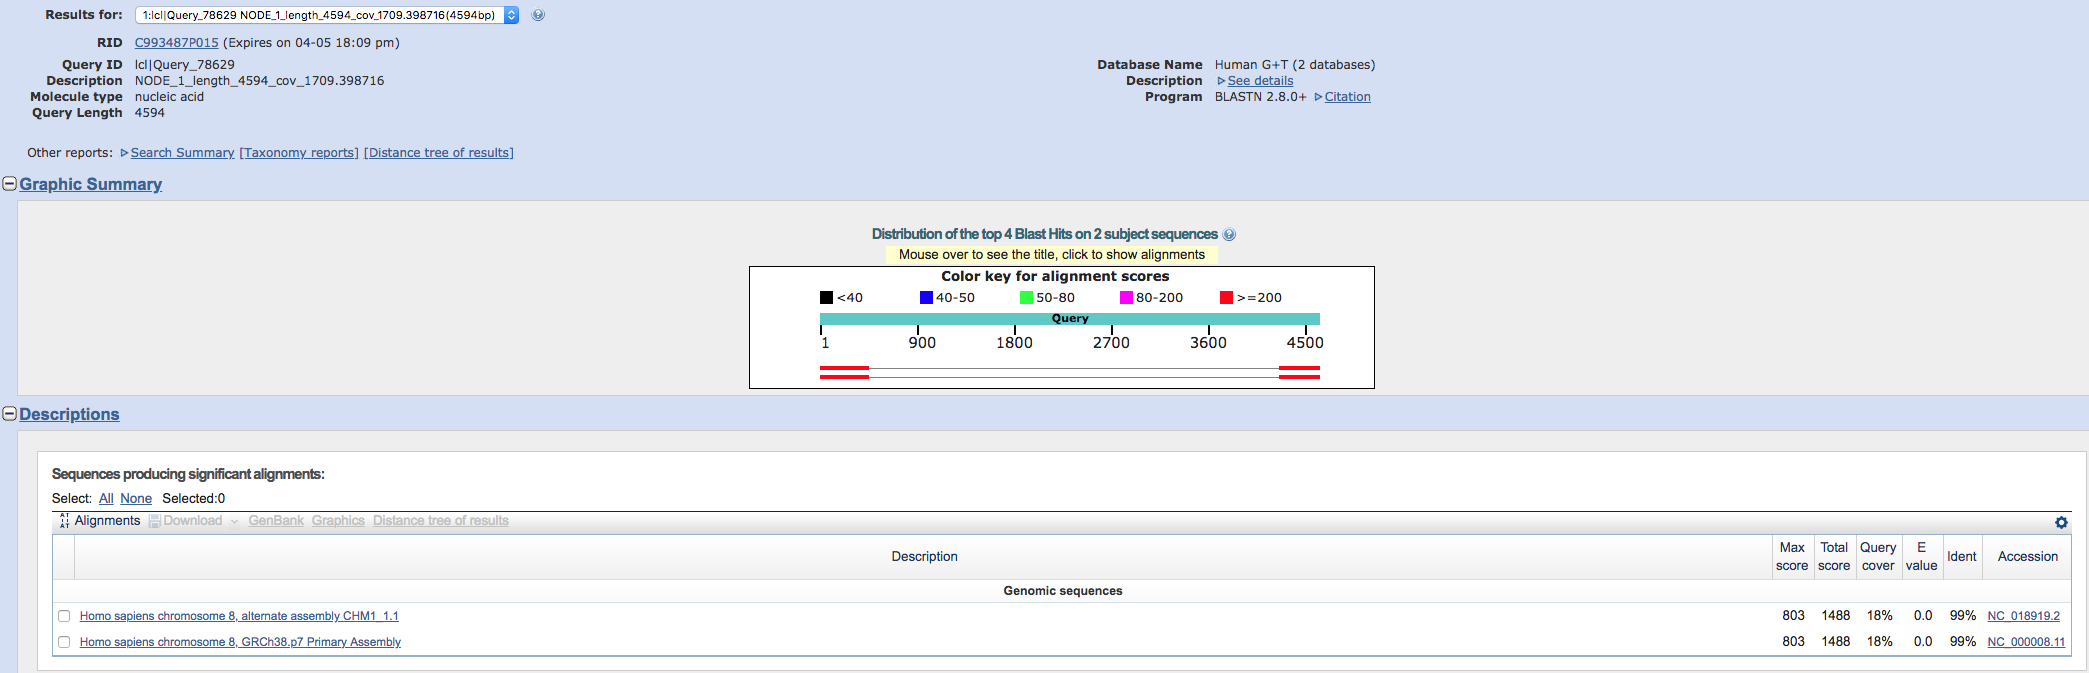 Results for: 1:lcl|Query_78629 NODE_1_length_4594_cov_1709.398716(4594bp)
RID C993487P015 (Expires on 04-05 18:09 pm)
Query ID lcl|Query_78629
Description NODE_1_length_4594_cov_1709.398716
Molecule type nucleic acid
Query Length 4594
Database Name Human G+T (2 databases)
Description See details
Program BLASTN 2.8.0+ Citation
Other reports: Search Summary [Taxonomy reports] [Distance tree of results]
Graphic Summary
Distribution of the top 4 Blast Hits on 2 subject sequences
Mouse over to see the title, click to show alignments
Color key for alignment scores
<40 40-50 50-80 80-200 >=200
Query
1 900 1800 2700 3600 4500
Descriptions
Sequences producing significant alignments:
Select: All None Selected:0
Alignments Download GenBank Graphics Distance tree of results
Description Max score Total score Query cover E value Ident Accession
Genomic sequences
Homo sapiens chromosome 8, alternate assembly CHM1_1.1 803 1488 18% 0.0 99% NC_018919.2
Homo sapiens chromosome 8, GRCh38.p7 Primary Assembly 803 1488 18% 0.0 99% NC_000008.11